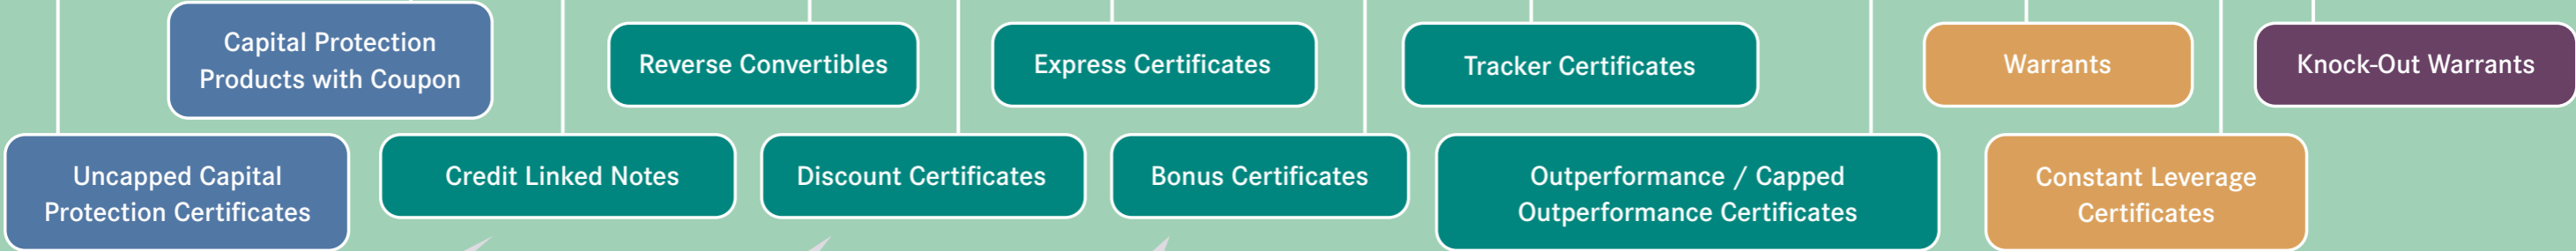 Capital Protection
Products with Coupon
Reverse Convertibles
Express Certificates
Tracker Certificates
Warrants
Knock-Out Warrants
Uncapped Capital
Protection Certificates
Credit Linked Notes
Discount Certificates
Bonus Certificates
Outperformance / Capped
Outperformance Certificates
Constant Leverage
Certificates